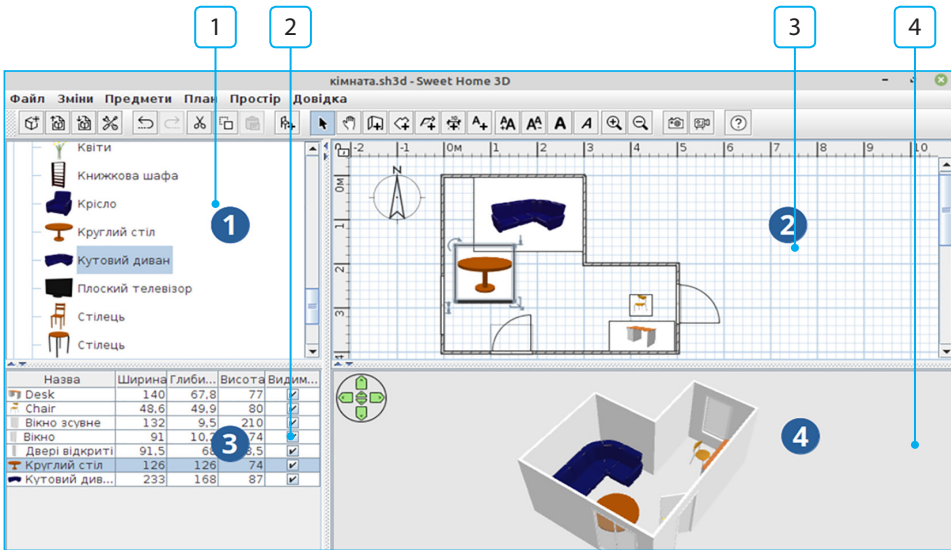 1 2 3 4
кімната.sh3d - Sweet Home 3D
Файл Зміни Предмети План Простір Довідка
-2 -1 0м 1 2 3 4 5 6 7 8 9 10
Квіти
Книжкова шафа
Крісло
Круглий стіл
Кутовий диван
Плоский телевізор
Стілець
Стілець
1
N
0м
1
2
3
4
2
Назва Ширина Глиби... Висота Видим...
Desk 140 67,8 77
Chair 48,6 49,9 80
Вікно зсувне 132 9,5 210
Вікно 91
Двері відкриті 91,5
Круглий стіл 126 126 74
Кутовий див... 233 168 87
3
4